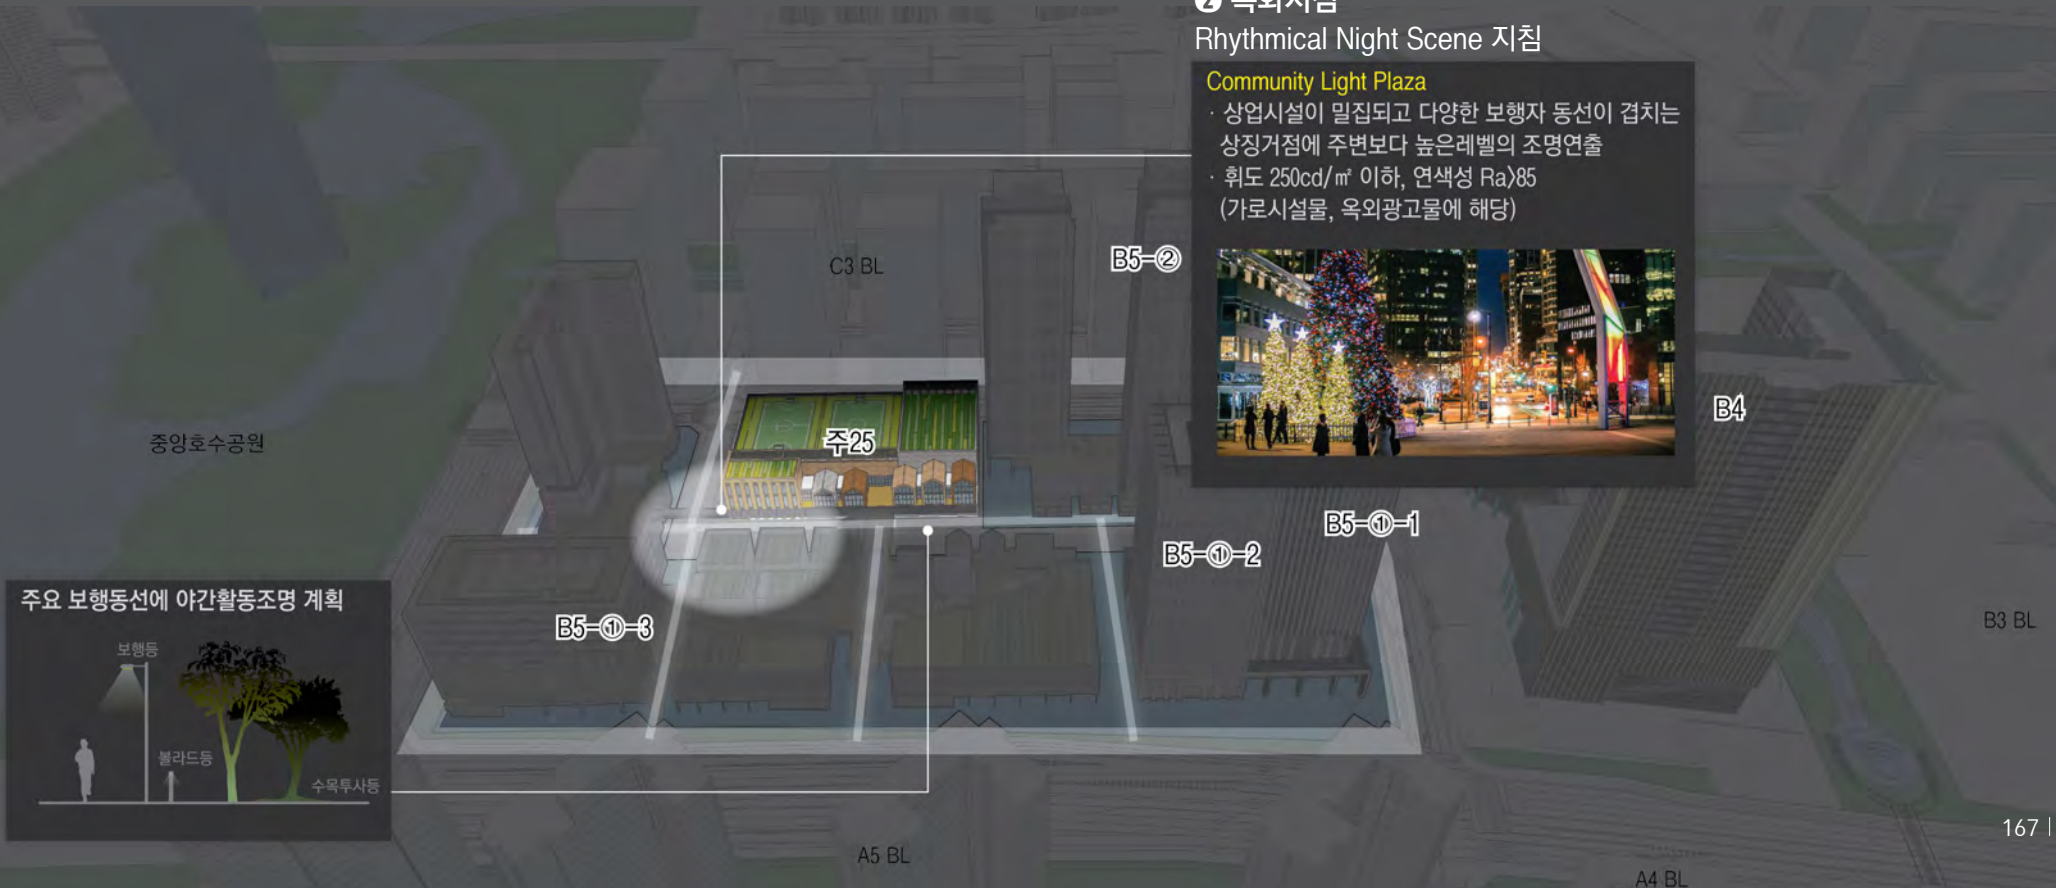 Rhythmical Night Scene 지침
Community Light Plaza
· 상업시설이 밀집되고 다양한 보행자 동선이 겹치는
상징거점에 주변보다 높은레벨의 조명연출
· 휘도 250cd/㎡ 이하, 연색성 Ra>85
(가로시설물, 옥외광고물에 해당)
B5-②
C3 BL
B4
주25
중앙호수공원
B5-①-1
B5-①-2
주요 보행동선에 야간활동조명 계획
보행등
볼라드등
수목투사등
B5-①-3
B3 BL
A5 BL
167
A4 BL